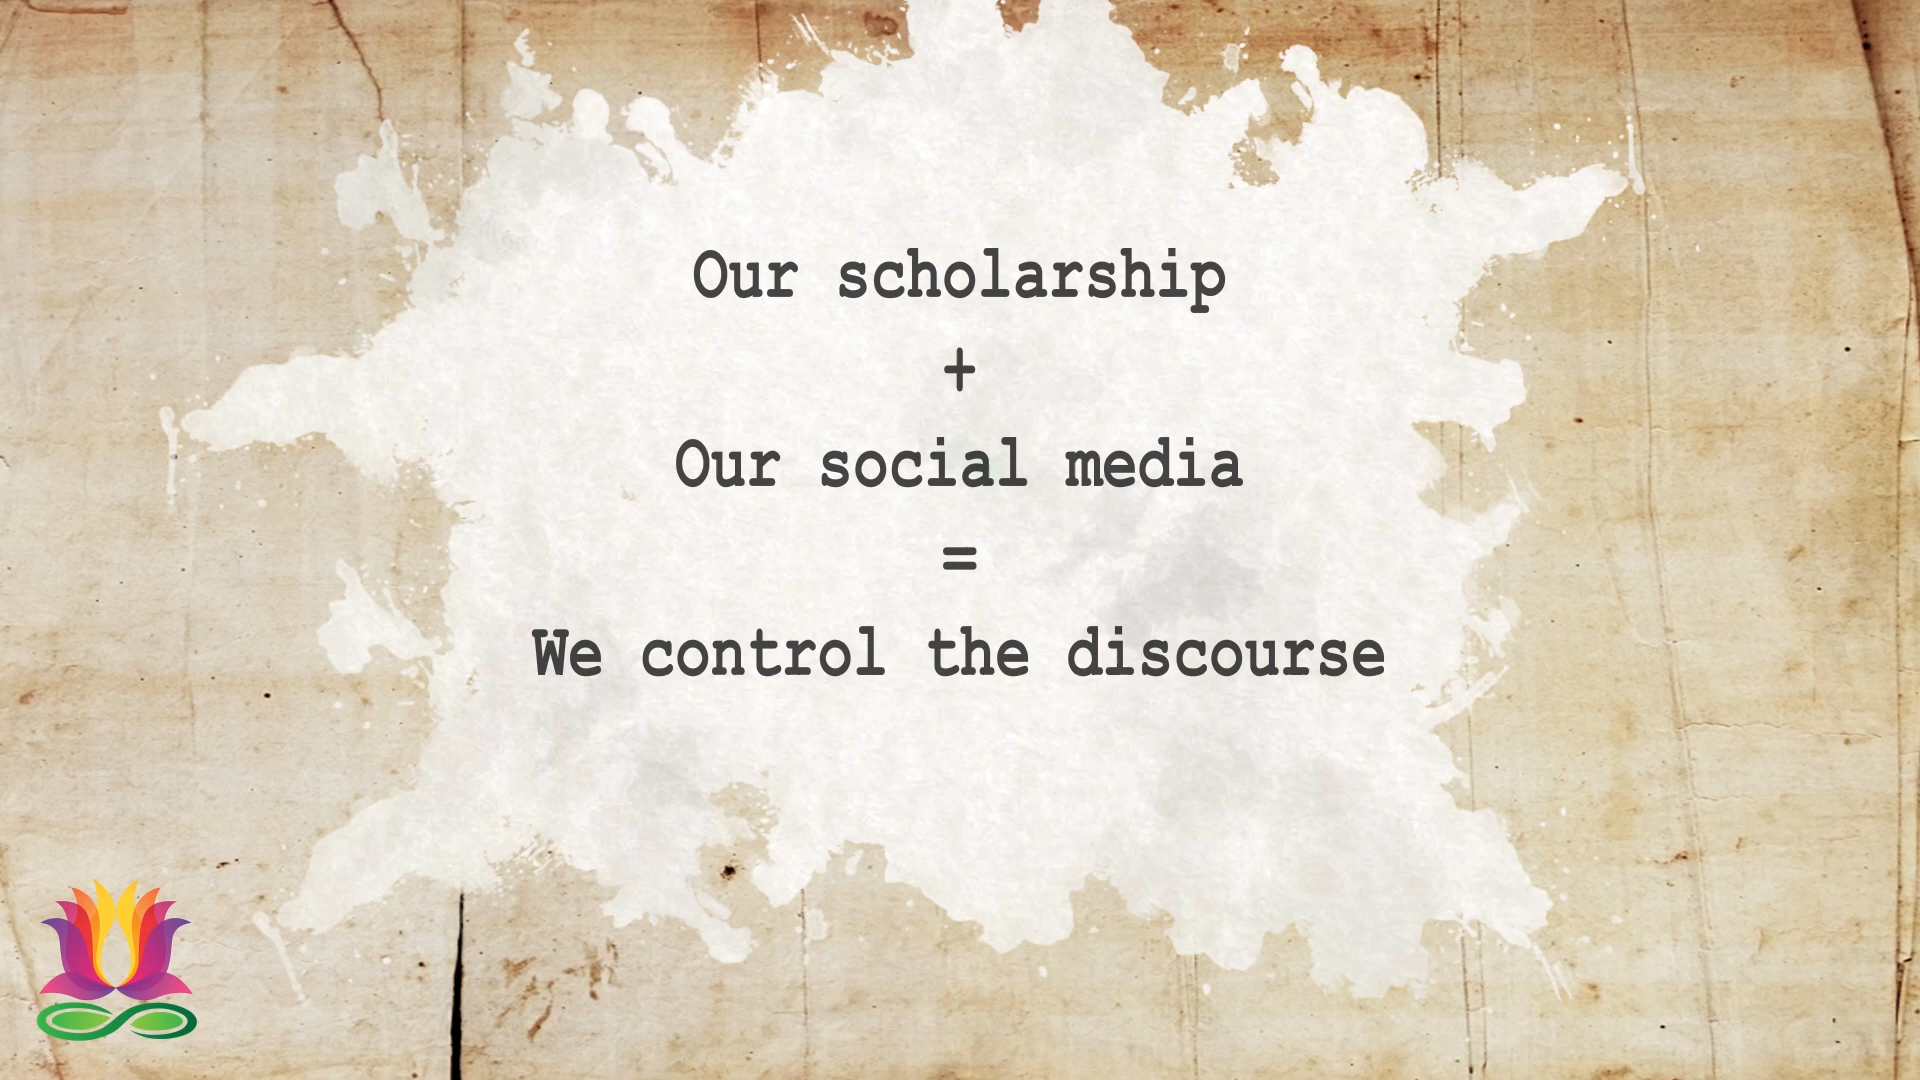 Our scholarship
+
Our social media
=
We control the discourse